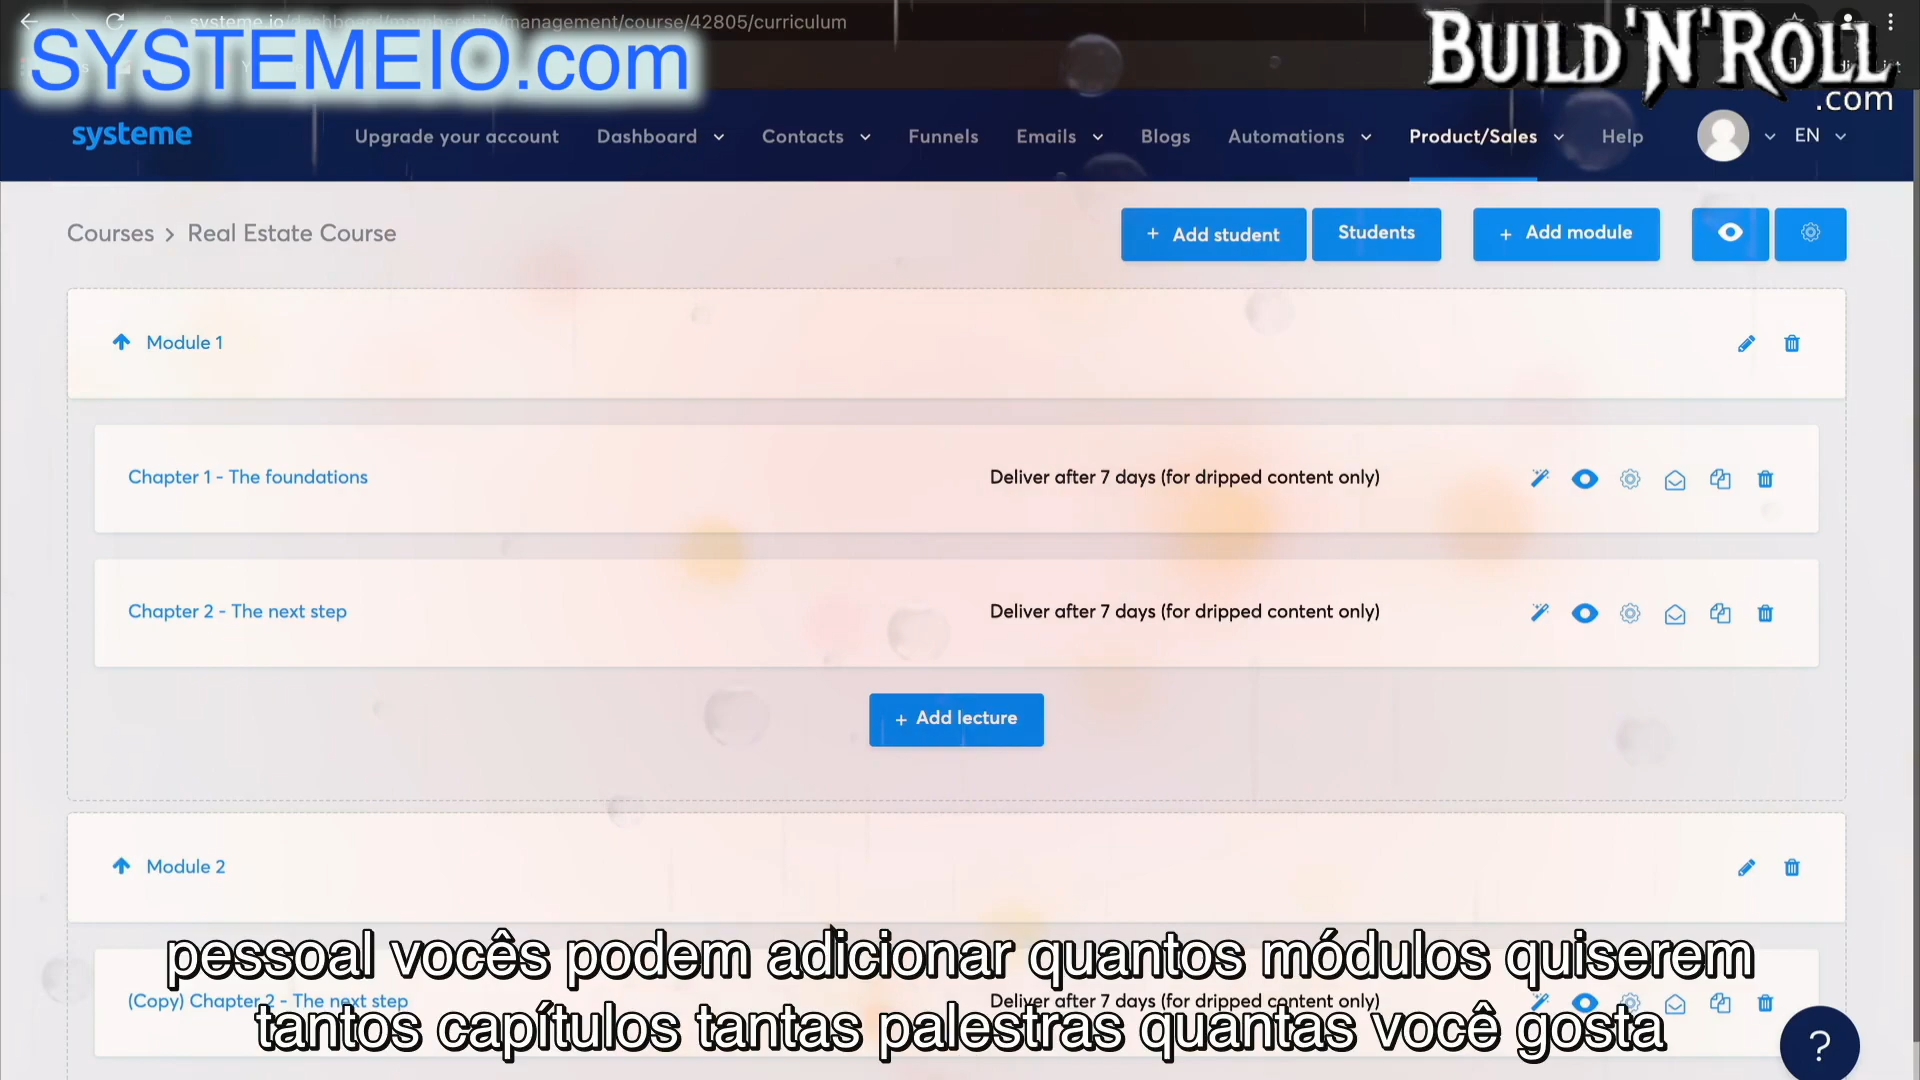 systeme.io/dashboard/membership/management/course/42805/curriculum
SYSTEMEIO.com
BUILD'N'ROLL
.com
systeme
Upgrade your account
Dashboard
Contacts
Funnels
Emails
Blogs
Automations
Product/Sales
Help
EN
Courses > Real Estate Course
+ Add student
Students
+ Add module
Module 1
Chapter 1 - The foundations
Deliver after 7 days (for dripped content only)
Chapter 2 - The next step
Deliver after 7 days (for dripped content only)
+ Add lecture
Module 2
(Copy) Chapter 2 - The next step
Deliver after 7 days (for dripped content only)
pessoal vocês podem adicionar quantos módulos quiserem
tantos capítulos tantas palestras quantas você gosta
?